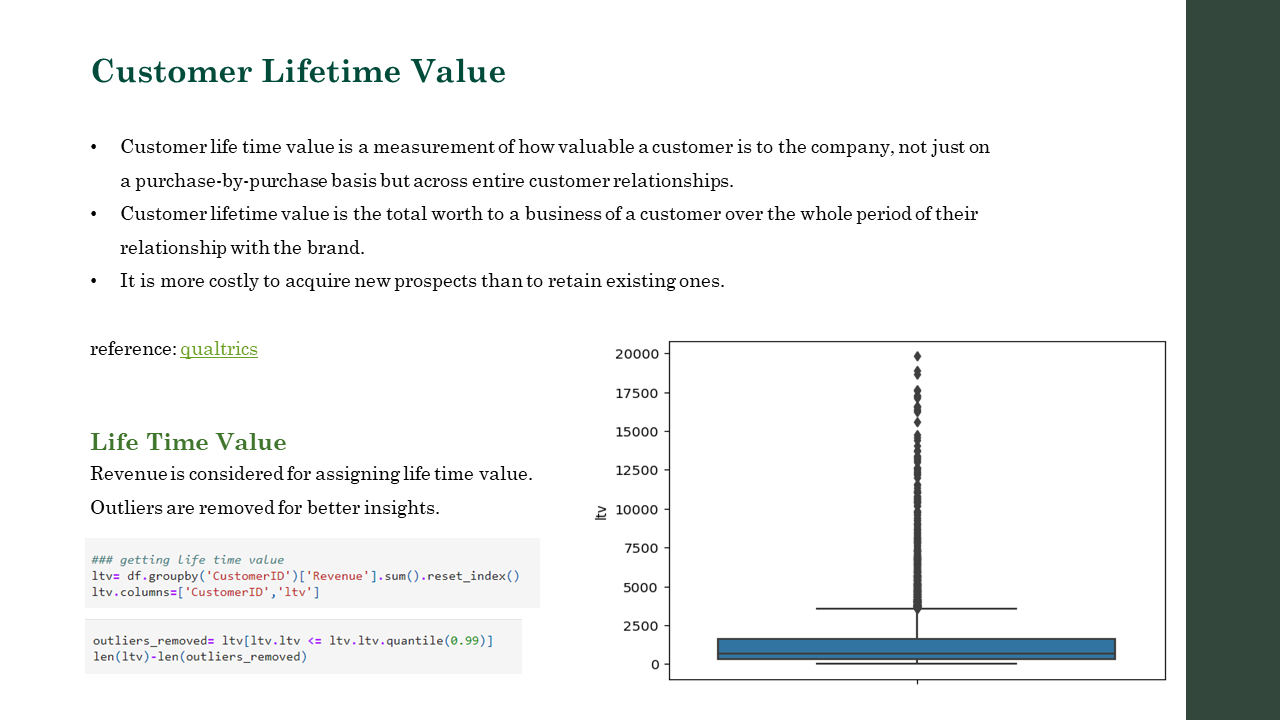 Customer Lifetime Value
• Customer life time value is a measurement of how valuable a customer is to the company, not just on
a purchase-by-purchase basis but across entire customer relationships.
• Customer lifetime value is the total worth to a business of a customer over the whole period of their
relationship with the brand.
• It is more costly to acquire new prospects than to retain existing ones.
reference: qualtrics
Life Time Value
Revenue is considered for assigning life time value.
Outliers are removed for better insights.
### getting life time value
ltv= df.groupby('CustomerID')['Revenue'].sum().reset_index()
ltv.columns=['CustomerID','ltv']
outliers_removed= ltv[ltv.ltv <= ltv.ltv.quantile(0.99)]
len(ltv)-len(outliers_removed)
20000
17500
15000
12500
10000
7500
5000
2500
0
ltv